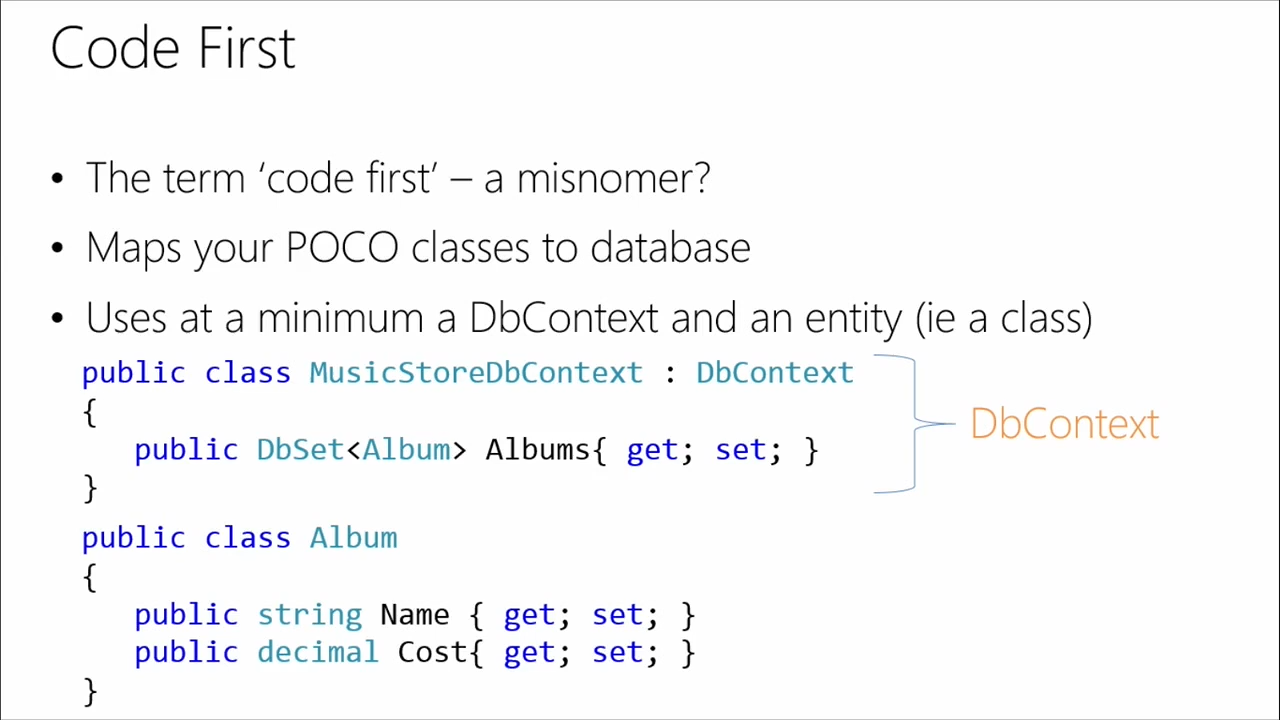 Code First
• The term ‘code first’ – a misnomer?
• Maps your POCO classes to database
• Uses at a minimum a DbContext and an entity (ie a class)
public class MusicStoreDbContext : DbContext
{
public DbSet<Album> Albums{ get; set; }
}
DbContext
public class Album
{
public string Name { get; set; }
public decimal Cost{ get; set; }
}